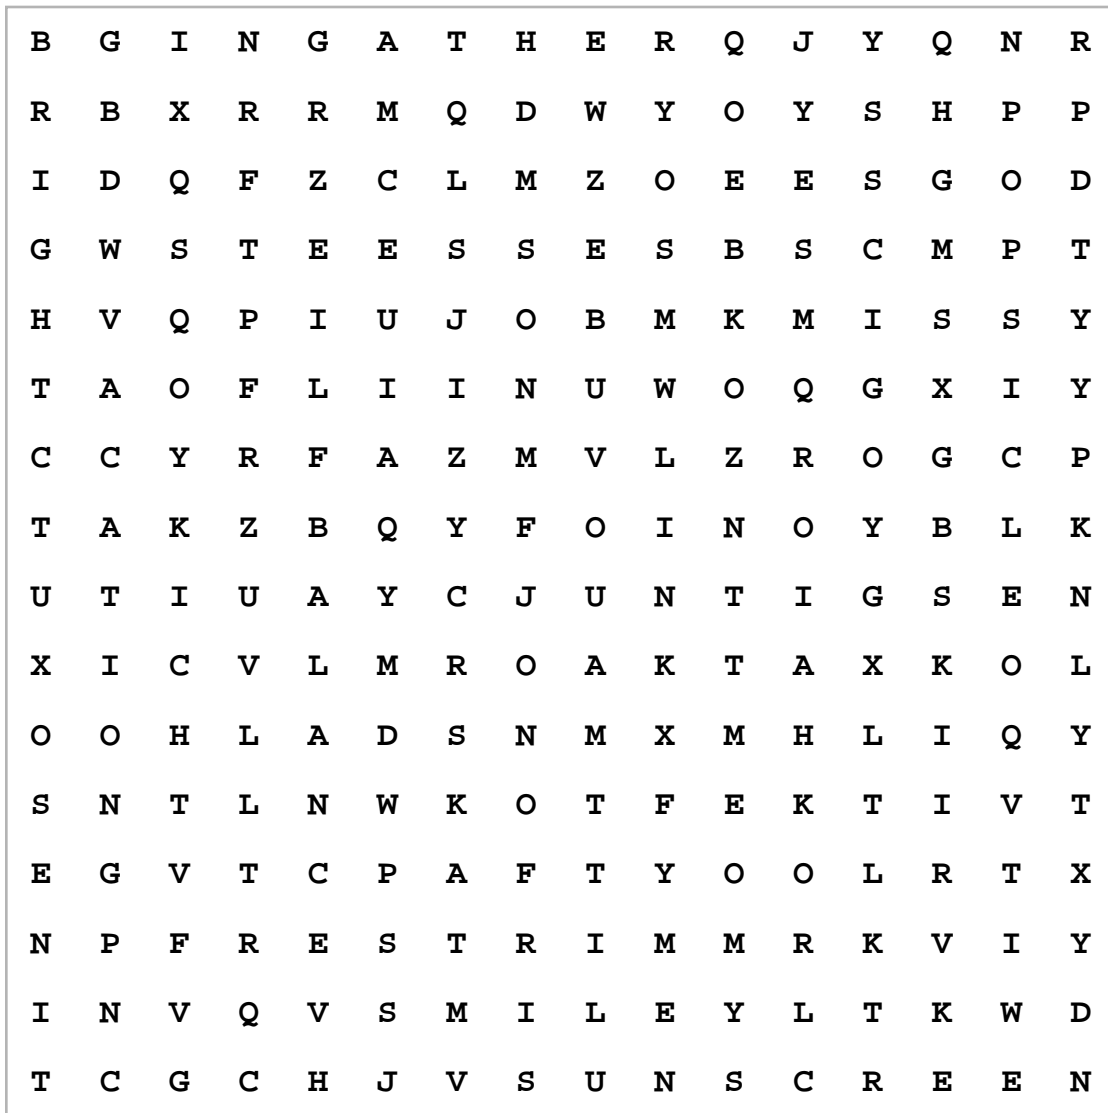 B G I N G A T H E R Q J Y Q N R
R B X R R M Q D W Y O Y S H P P
I D Q F Z C L M Z O E E S G O D
G W S T E E S S E S B S C M P T
H V Q P I U J O B M K M I S S Y
T A O F L I I N U W O Q G X I Y
C C Y R F A Z M V L Z R O G C P
T A K Z B Q Y F O I N O Y B L K
U T I U A Y C J U N T I G S E N
X I C V L M R O A K T A X K O L
O O H L A D S N M X M H L I Q Y
S N T L N W K O T F E K T I V T
E G V T C P A F T Y O O L R T X
N P F R E S T R I M M R K V I Y
I N V Q V S M I L E Y L T K W D
T C G C H J V S U N S C R E E N